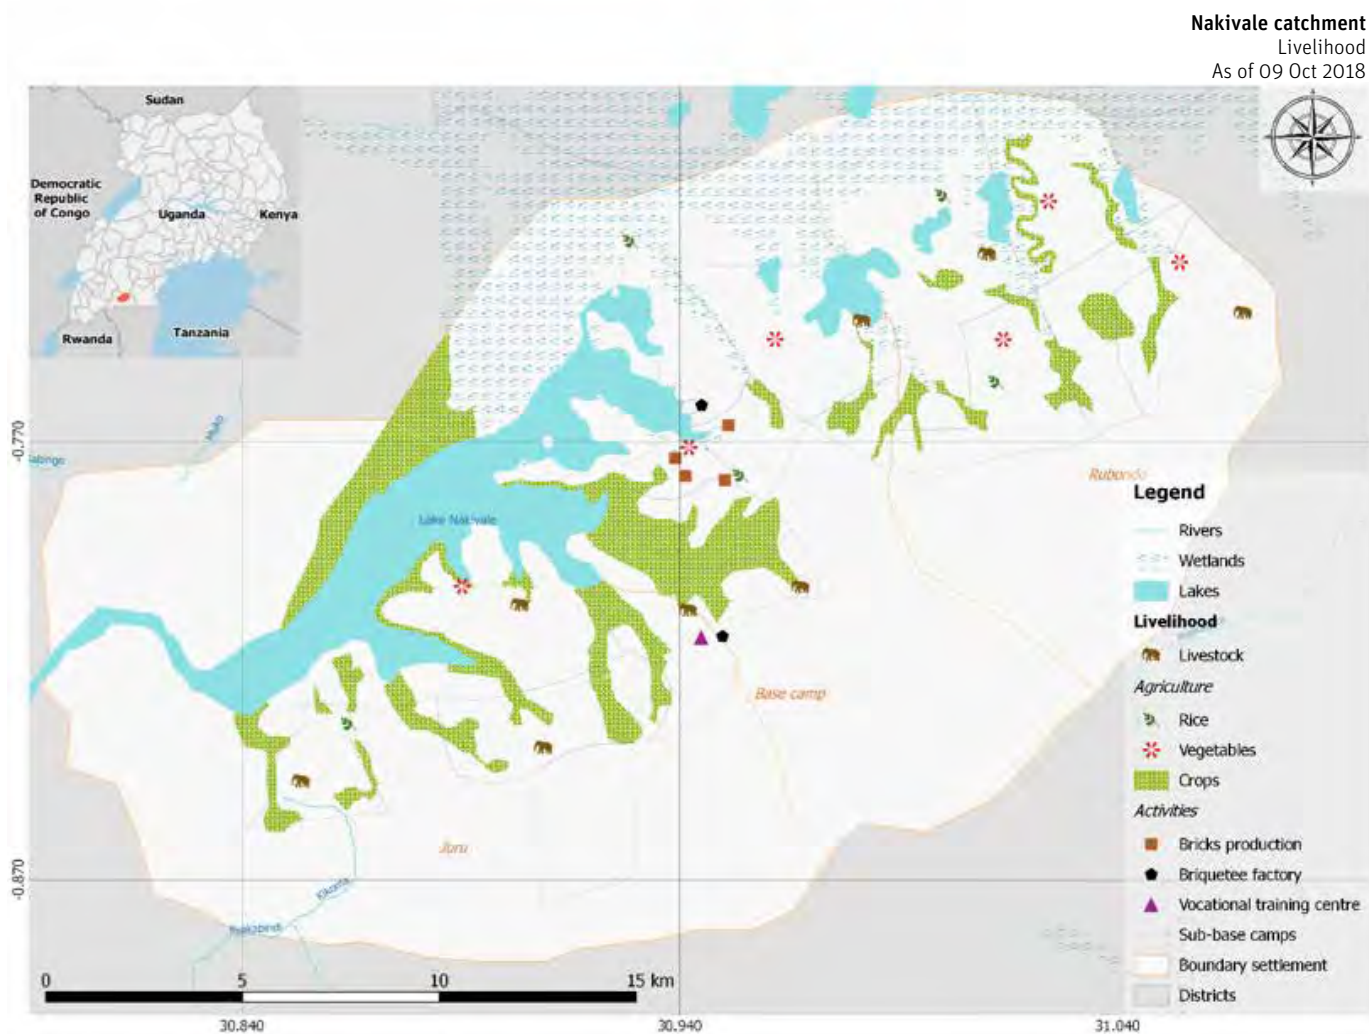 Nakivale catchment
Livelihood
As of 09 Oct 2018
Sudan
Democratic
Republic
of Congo
Uganda
Kenya
Rwanda
Tanzania
-0.770
Lake Nakivale
Rubondo
Base camp
Juru
-0.870
Legend
Rivers
Wetlands
Lakes
Livelihood
Livestock
Agriculture
Rice
Vegetables
Crops
Activities
Bricks production
Briquetee factory
Vocational training centre
Sub-base camps
Boundary settlement
Districts
0 5 10 15 km
30.840 30.940 31.040